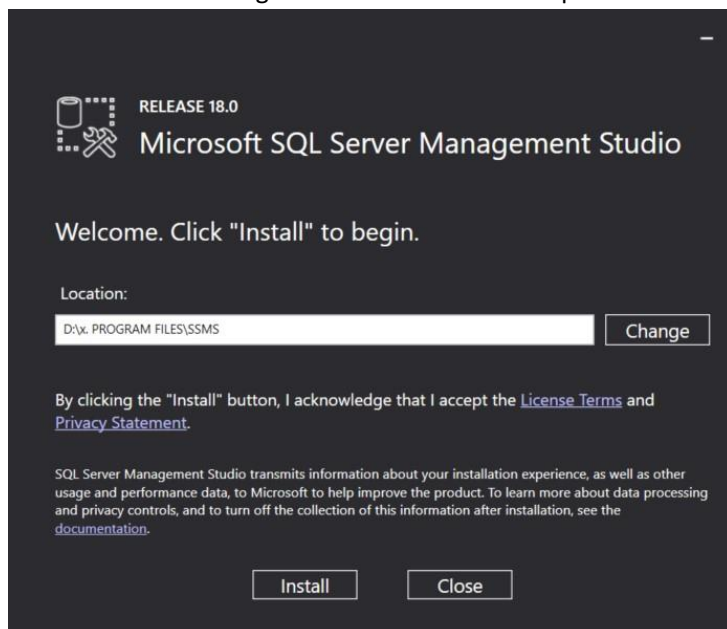 RELEASE 18.0
Microsoft SQL Server Management Studio
Welcome. Click "Install" to begin.
Location:
D:\x. PROGRAM FILES\SSMS
Change
By clicking the "Install" button, I acknowledge that I accept the License Terms and
Privacy Statement.
SQL Server Management Studio transmits information about your installation experience, as well as other
usage and performance data, to Microsoft to help improve the product. To learn more about data processing
and privacy controls, and to turn off the collection of this information after installation, see the
documentation.
Install
Close